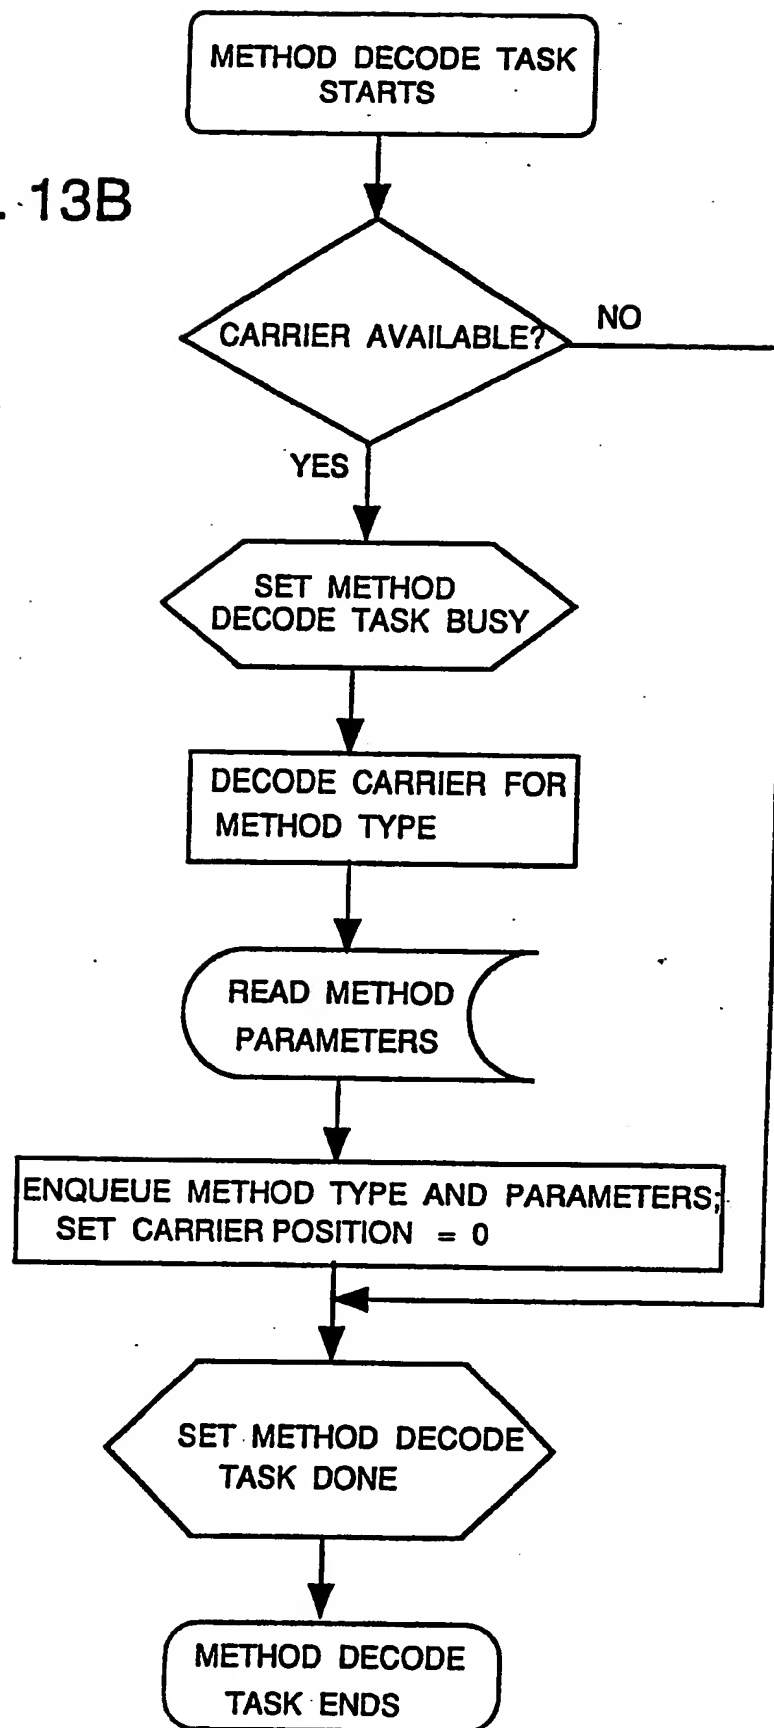 METHOD DECODE TASK
STARTS
. 13B
CARRIER AVAILABLE?
NO
YES
SET METHOD
DECODE TASK BUSY
DECODE CARRIER FOR
METHOD TYPE
READ METHOD
PARAMETERS
ENQUEUE METHOD TYPE AND PARAMETERS;
SET CARRIER POSITION = 0
SET METHOD DECODE
TASK DONE
METHOD DECODE
TASK ENDS